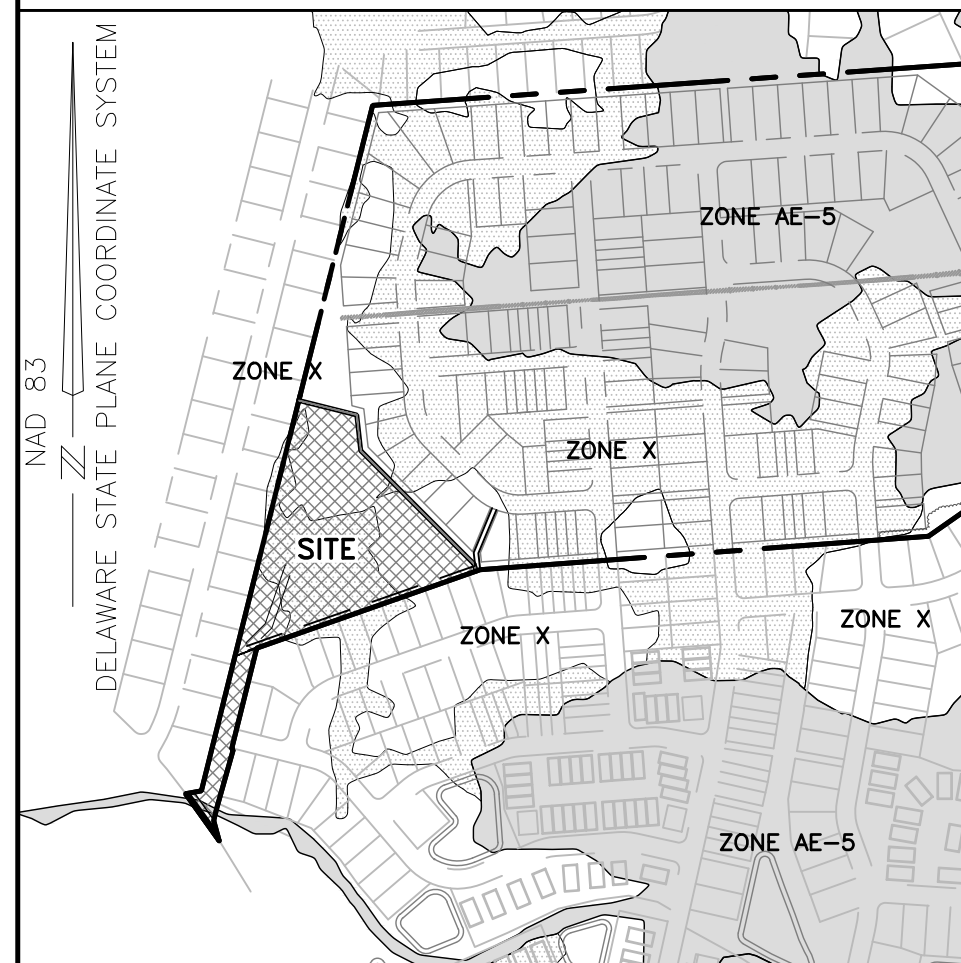 DELAWARE STATE PLANE COORDINATE SYSTEM
NAD 83
N
ZONE AE-5
ZONE X
ZONE X
SITE
ZONE X
ZONE X
ZONE AE-5